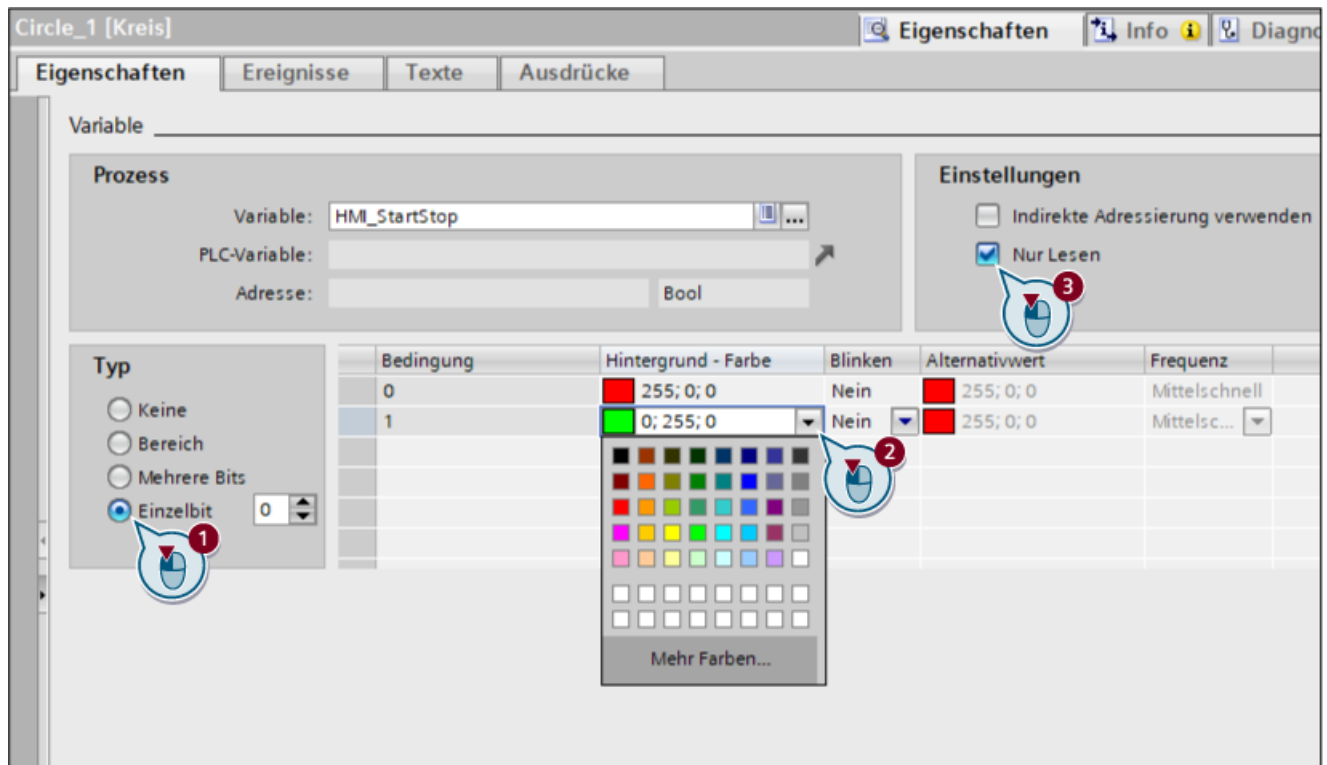 Circle_1 [Kreis]
Eigenschaften Info Diagno
Eigenschaften Ereignisse Texte Ausdrücke
Variable
Prozess
Variable: HMI_StartStop ...
PLC-Variable:
Adresse: Bool
Einstellungen
Indirekte Adressierung verwenden
Nur Lesen
3
Typ
Keine
Bereich
Mehrere Bits
Einzelbit 0
1
Bedingung Hintergrund - Farbe Blinken Alternativwert Frequenz
0 255; 0; 0 Nein 255; 0; 0 Mittelschnell
1 0; 255; 0 Nein 255; 0; 0 Mittelsc...
2
Mehr Farben...